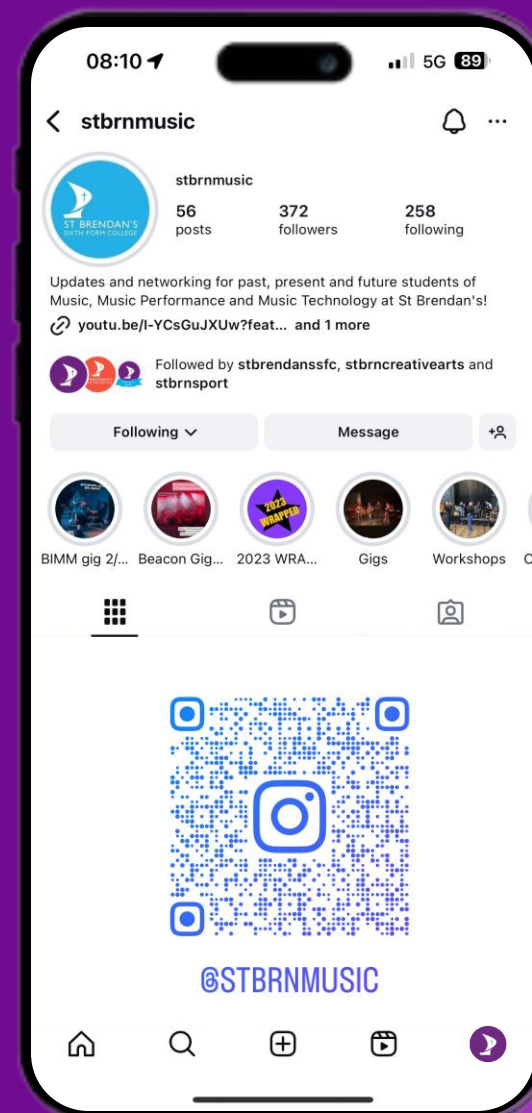 08:10
5G 89
stbrnmusic
ST BRENDAN'S
SIXTH FORM COLLEGE
stbrnmusic
56 372 258
posts followers following
Updates and networking for past, present and future students of
Music, Music Performance and Music Technology at St Brendan's!
youtu.be/I-YCsGuJXUw?feat... and 1 more
Followed by stbrendanssfc, stbrncreativearts and
stbrnsport
Following Message
2023
WRAPPED
BIMM gig 2/... Beacon Gig... 2023 WRA... Gigs Workshops
@STBRNMUSIC